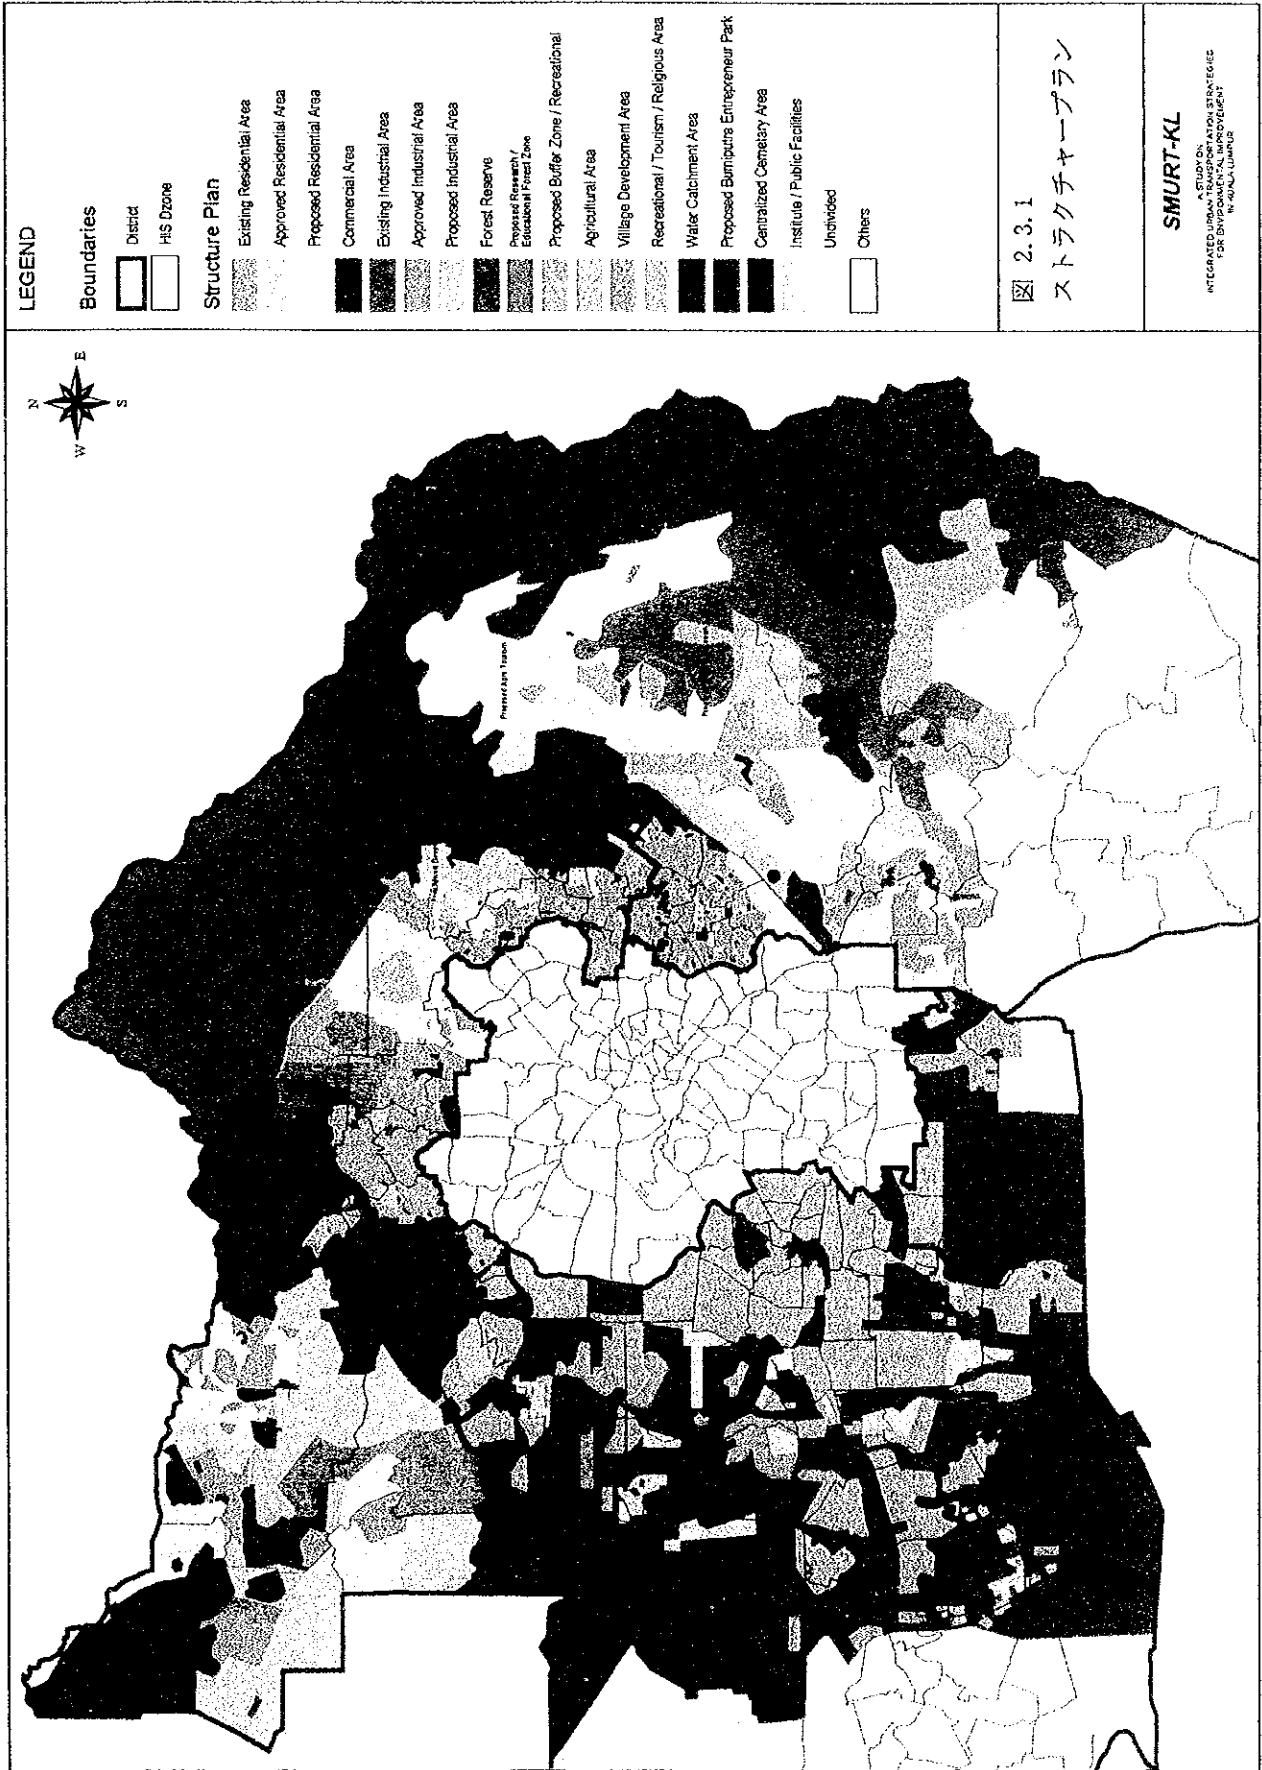 LEGEND
Boundaries
District
HIS Dzone
Structure Plan
Existing Residential Area
Approved Residential Area
Proposed Residential Area
Commercial Area
Existing Industrial Area
Approved Industrial Area
Proposed Industrial Area
Forest Reserve
Proposed Research /
Educational Forest Zone
Proposed Buffer Zone / Recreational
Agricultural Area
Village Development Area
Recreational / Tourism / Religious Area
Water Catchment Area
Proposed Bumiputra Entrepreneur Park
Centralized Cemetary Area
Institute / Public Facilities
Undivided
Others
図 2.3.1
ストラクチャープラン
SMURT-KL
A STUDY ON
INTEGRATED URBAN TRANSPORTATION STRATEGIES
FOR ENVIRONMENTAL IMPROVEMENT
IN KUALA LUMPUR
N
W
E
S
Proposed